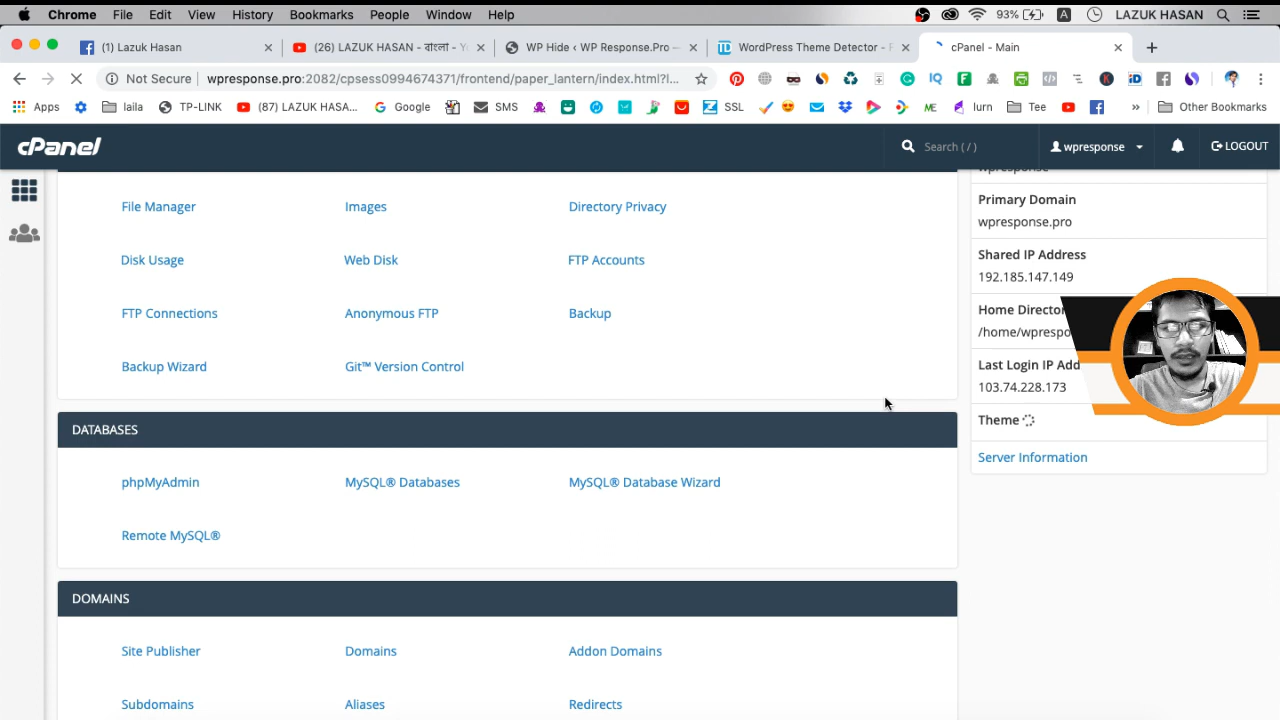 Chrome File Edit View History Bookmarks People Window Help 93% A LAZUK HASAN
(1) Lazuk Hasan
(26) LAZUK HASAN - বাংলা - Y
WP Hide ‹ WP Response.Pro —
WordPress Theme Detector - F
cPanel - Main
Not Secure wpresponse.pro:2082/cpsess0994674371/frontend/paper_lantern/index.html?l...
Apps laila TP-LINK (87) LAZUK HASA... Google SMS SSL ME lurn Tee » Other Bookmarks
cPanel Search ( / ) wpresponse LOGOUT
wpresponse
File Manager Images Directory Privacy
Primary Domain
wpresponse.pro
Disk Usage Web Disk FTP Accounts
Shared IP Address
192.185.147.149
FTP Connections Anonymous FTP Backup
Home Director
/home/wprespo
Backup Wizard Git™ Version Control
Last Login IP Add
103.74.228.173
Theme
DATABASES
Server Information
phpMyAdmin MySQL® Databases MySQL® Database Wizard
Remote MySQL®
DOMAINS
Site Publisher Domains Addon Domains
Subdomains Aliases Redirects